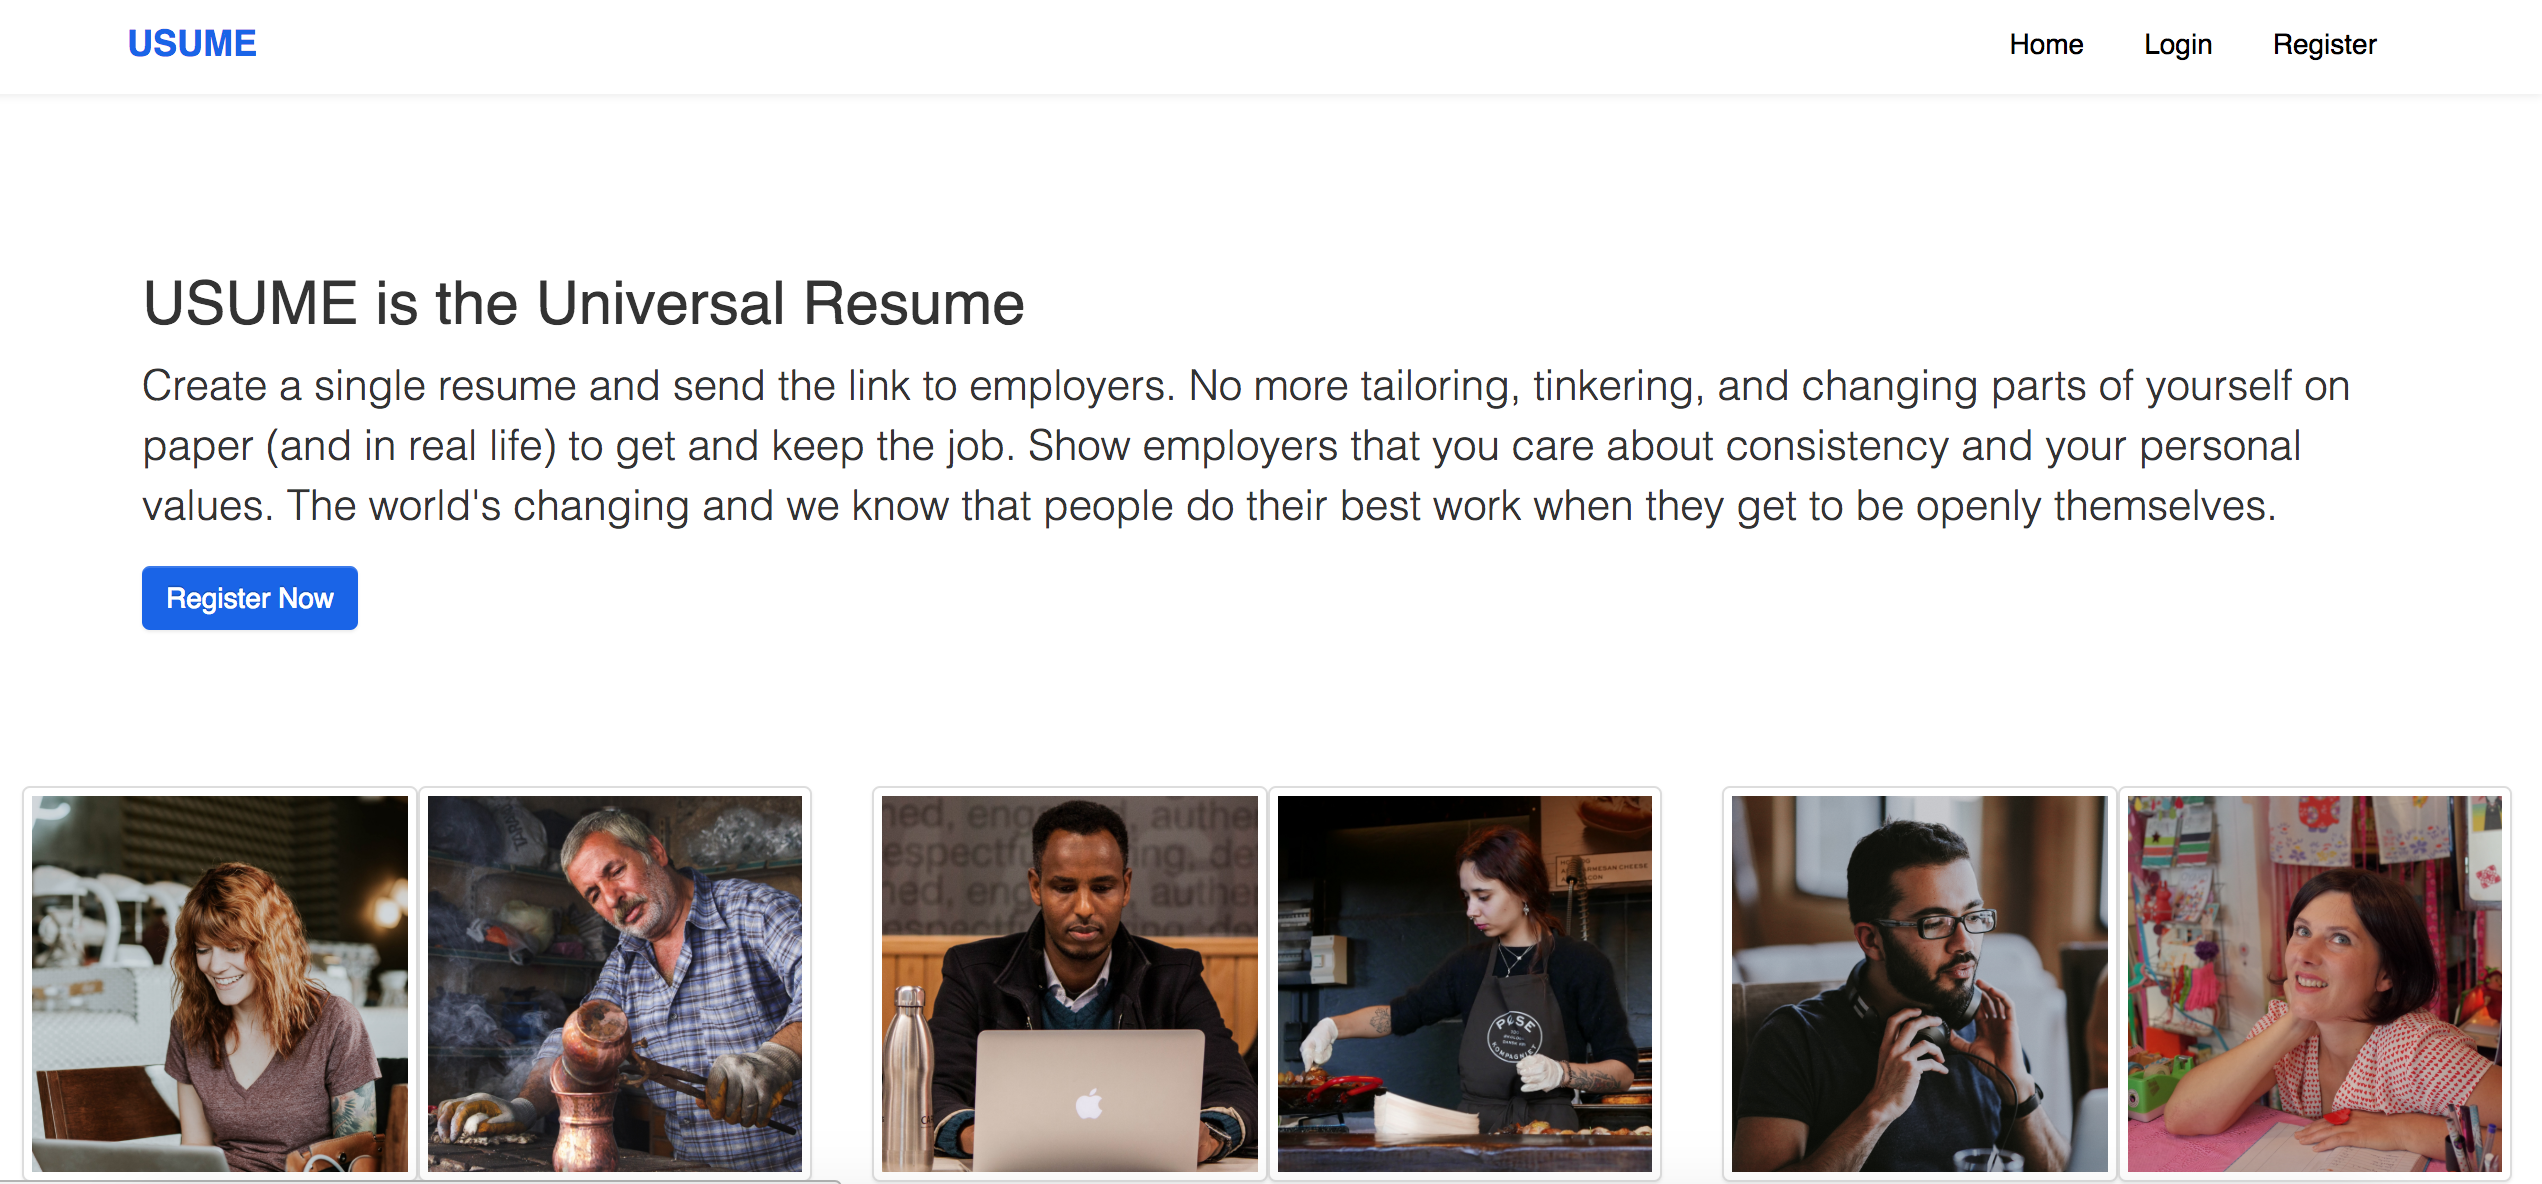 USUME
Home Login Register
USUME is the Universal Resume
Create a single resume and send the link to employers. No more tailoring, tinkering, and changing parts of yourself on
paper (and in real life) to get and keep the job. Show employers that you care about consistency and your personal
values. The world's changing and we know that people do their best work when they get to be openly themselves.
Register Now